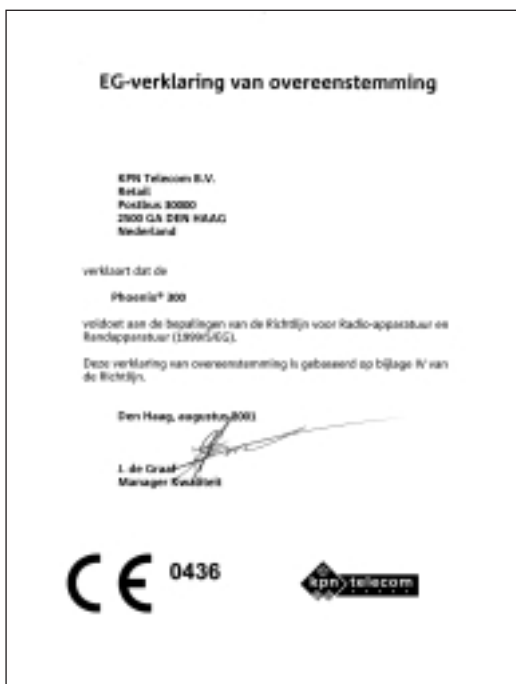 EG-verklaring van overeenstemming
KPN Telecom B.V.
Retail
Postbus 30000
2500 GA DEN HAAG
Nederland
verklaart dat de
Phoenix® 300
voldoet aan de bepalingen van de Richtlijn voor Radio-apparatuur en
Randapparatuur (1999/5/EG).
Deze verklaring van overeenstemming is gebaseerd op bijlage IV van
de Richtlijn.
Den Haag, augustus 2001
J. de Graaf
Manager Kwaliteit
CE 0436
kpn telecom